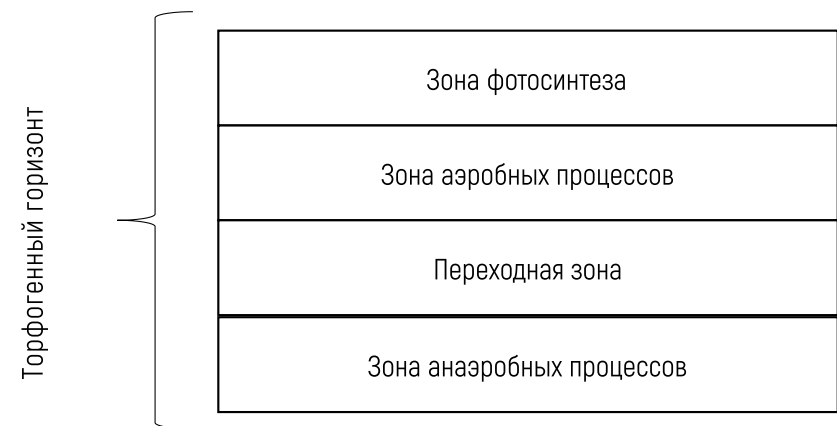 Торфогенный горизонт
Зона фотосинтеза
Зона аэробных процессов
Переходная зона
Зона анаэробных процессов